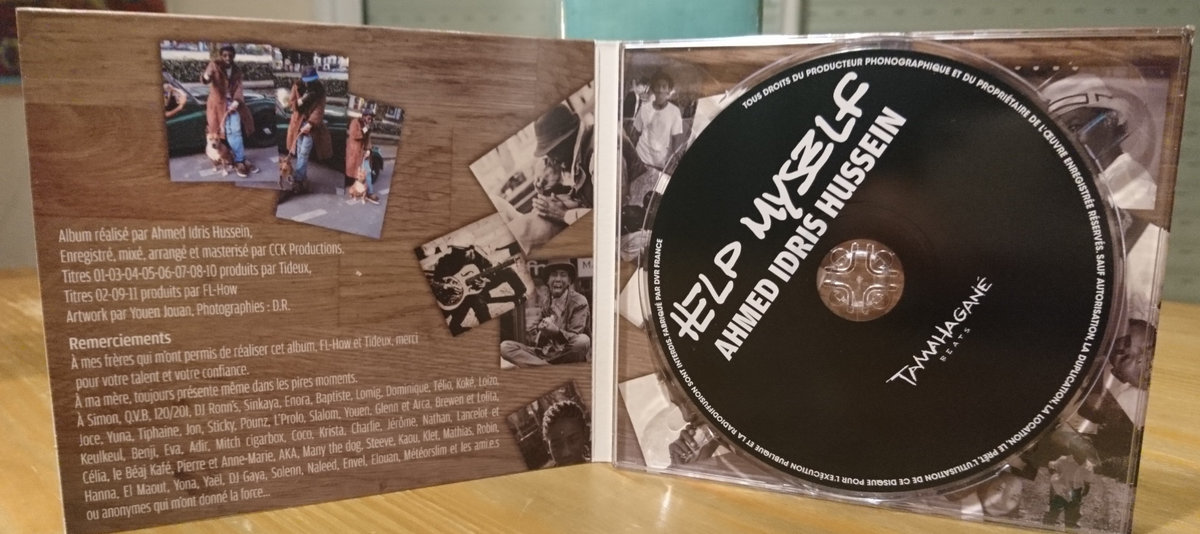 Album réalisé par Ahmed Idris Hussein,
Enregistré, mixé, arrangé et masterisé par CCK Productions.
Titres 01-03-04-05-06-07-08-10 produits par Tideux,
Titres 02-09-11 produits par FL-How
Artwork par Youen Jouan, Photographies : D.R.
Remerciements
À mes frères qui m'ont permis de réaliser cet album, FL-How et Tideux, merci
pour votre talent et votre confiance.
À ma mère, toujours présente même dans les pires moments.
À Simon, Q.V.B, 120/201, DJ Ronn's, Sinkaya, Enora, Baptiste, Lomig, Dominique, Télio, Koké, Loizo,
Joce, Yuna, Tiphaine, Jon, Sticky, Pounz, L'Prolo, Slalom, Youen, Glenn et Arca, Brewen et Lolita,
Keulkeul, Benji, Eva, Adir, Mitch cigarbox, Coco, Krista, Charlie, Jérôme, Nathan, Lancelot et
Célia, le Béaj Kafé, Pierre et Anne-Marie, AKA, Many the dog, Steeve, Kaou, Klet, Mathias, Robin,
Hanna, El Maout, Yona, Yaël, DJ Gaya, Solenn, Naleed, Envel, Elouan, Météorslim et les ami.e.s
ou anonymes qui m'ont donné la force...
HELP MYSELF
AHMED IDRIS HUSSEIN
TAMAHAGANÉ
BEATS
TOUS DROITS DU PRODUCTEUR PHONOGRAPHIQUE ET DU PROPRIÉTAIRE DE L'ŒUVRE ENREGISTRÉE RÉSERVÉS. SAUF AUTORISATION, LA DUPLICATION, LA LOCATION, LE PRÊT, L'UTILISATION DE CE DISQUE POUR L'EXÉCUTION PUBLIQUE ET LA RADIODIFFUSION SONT INTERDIS. FABRIQUÉ PAR DVR FRANCE